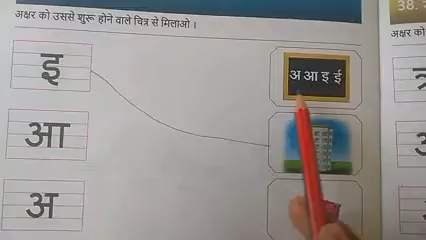 38.
अक्षर को उससे शुरू होने वाले चित्र से मिलाओ ।
अक्षर को
इ
अ आ इ ई
आ
अ